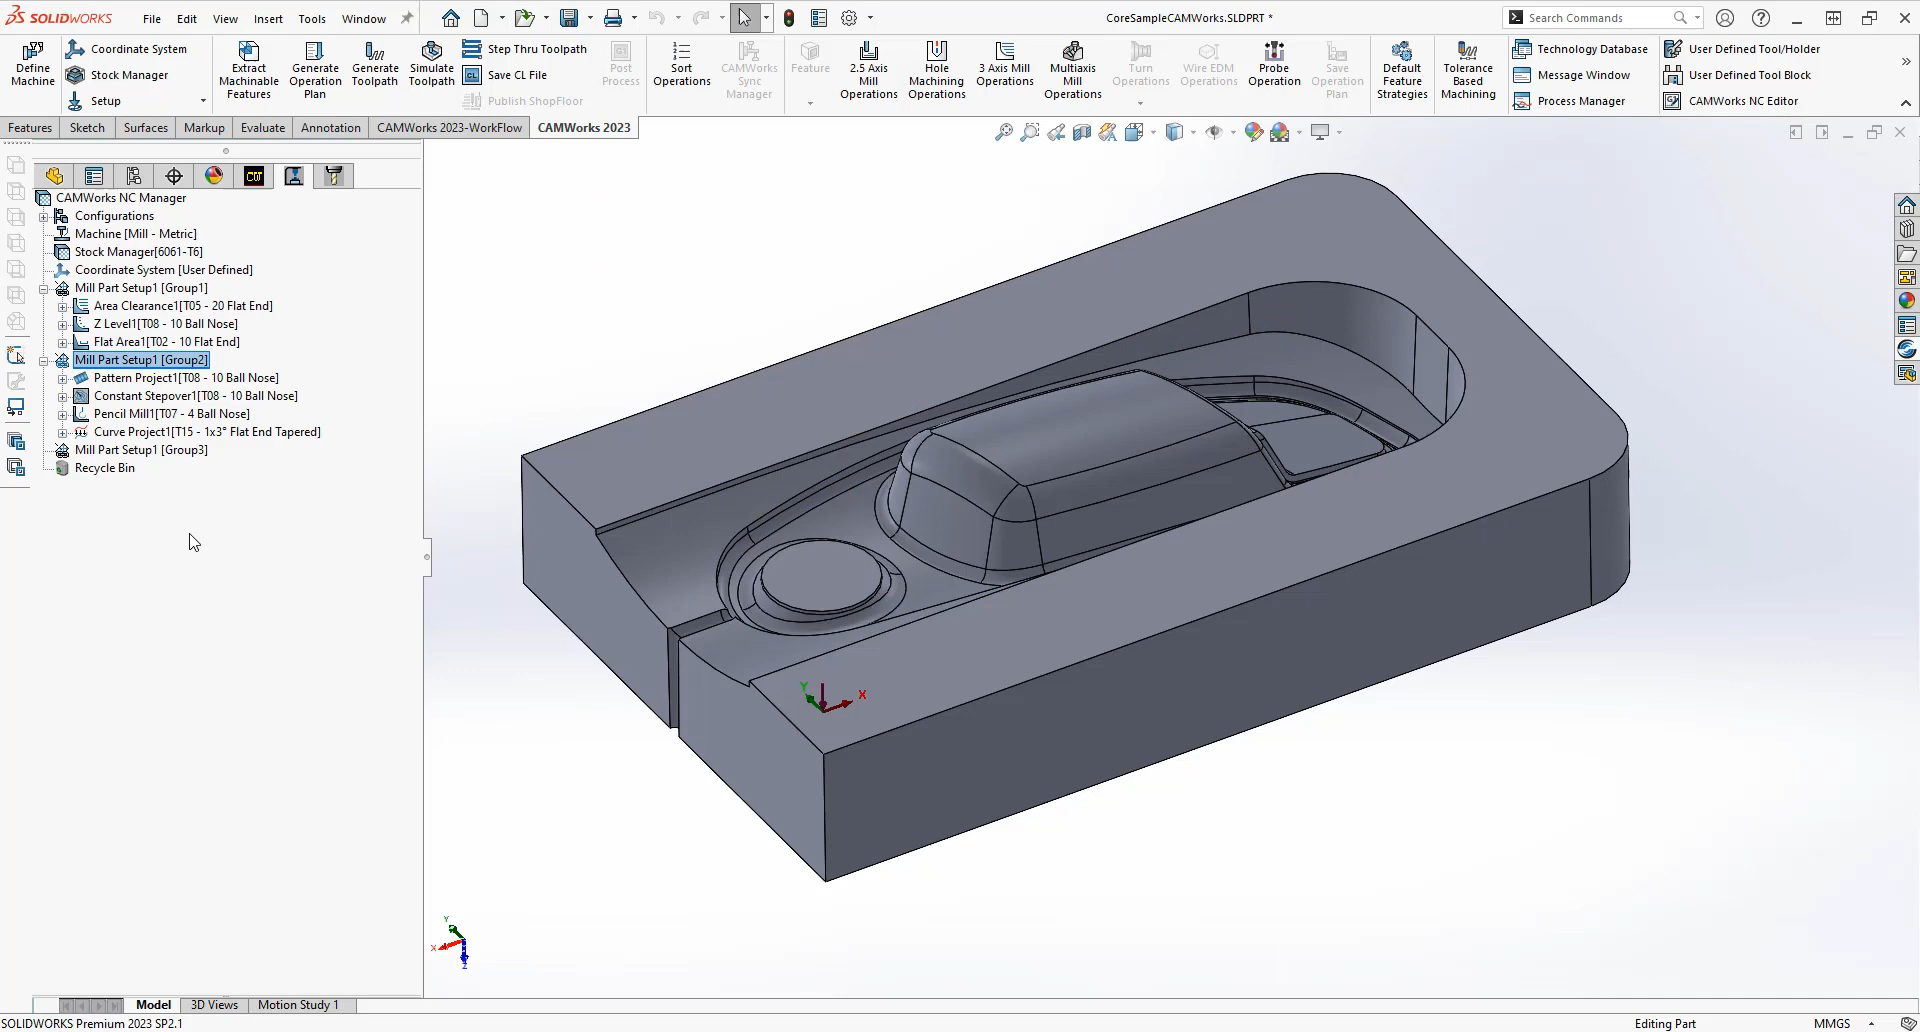 SOLIDWORKS File Edit View Insert Tools Window CoreSampleCAMWorks.SLDPRT * Search Commands
Define Machine
Coordinate System
Stock Manager
Setup
Extract Machinable Features
Generate Operation Plan
Generate Toolpath
Simulate Toolpath
Step Thru Toolpath
Save CL File
Publish ShopFloor
Post Process
Sort Operations
CAMWorks Sync Manager
Feature
2.5 Axis Mill Operations
Hole Machining Operations
3 Axis Mill Operations
Multiaxis Mill Operations
Turn Operations
Wire EDM Operations
Probe Operation
Save Operation Plan
Default Feature Strategies
Tolerance Based Machining
Technology Database
Message Window
Process Manager
User Defined Tool/Holder
User Defined Tool Block
CAMWorks NC Editor
Features Sketch Surfaces Markup Evaluate Annotation CAMWorks 2023-WorkFlow CAMWorks 2023
CAMWorks NC Manager
Configurations
Machine [Mill - Metric]
Stock Manager[6061-T6]
Coordinate System [User Defined]
Mill Part Setup1 [Group1]
Area Clearance1[T05 - 20 Flat End]
Z Level1[T08 - 10 Ball Nose]
Flat Area1[T02 - 10 Flat End]
Mill Part Setup1 [Group2]
Pattern Project1[T08 - 10 Ball Nose]
Constant Stepover1[T08 - 10 Ball Nose]
Pencil Mill1[T07 - 4 Ball Nose]
Curve Project1[T15 - 1x3° Flat End Tapered]
Mill Part Setup1 [Group3]
Recycle Bin
Y X
Y
X
Z
Model 3D Views Motion Study 1
SOLIDWORKS Premium 2023 SP2.1 Editing Part MMGS